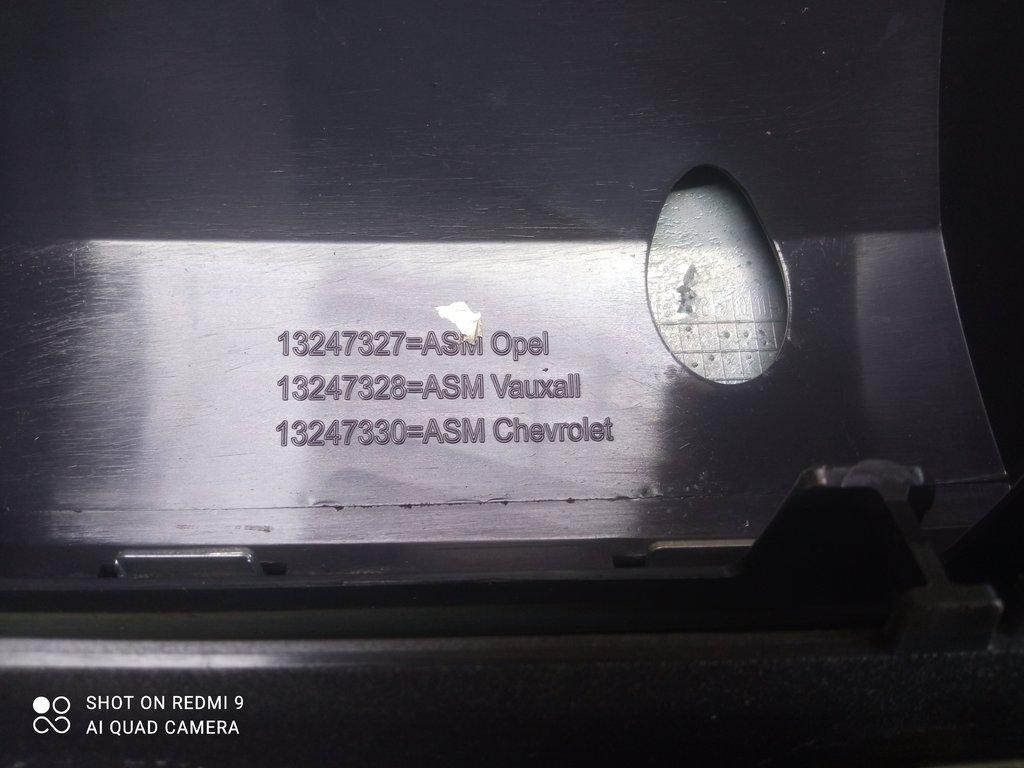 13247327=ASM Opel
13247328=ASM Vauxall
13247330=ASM Chevrolet
SHOT ON REDMI 9
AI QUAD CAMERA